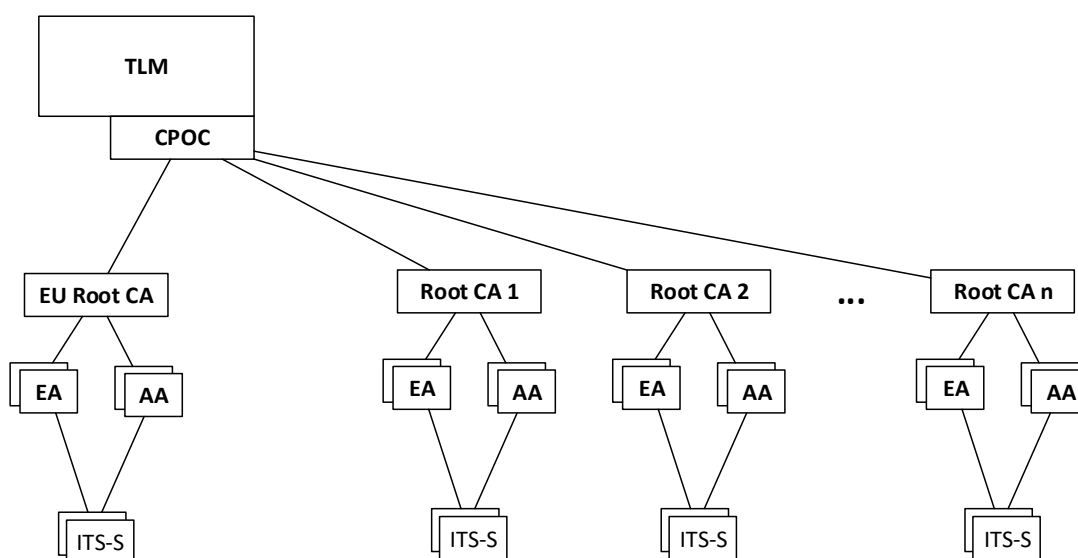 TLM
CPOC
EU Root CA
Root CA 1
Root CA 2
...
Root CA n
EA
AA
EA
AA
EA
AA
EA
AA
ITS-S
ITS-S
ITS-S
ITS-S